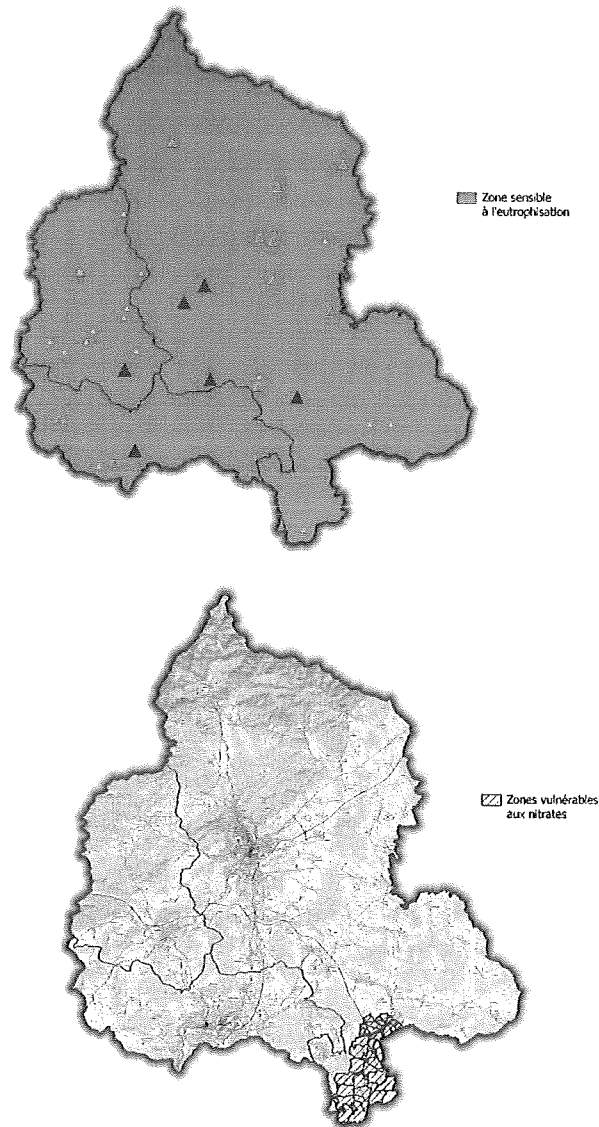 Zone sensible
à l'eutrophisation
Zones vulnérables
aux nitrates